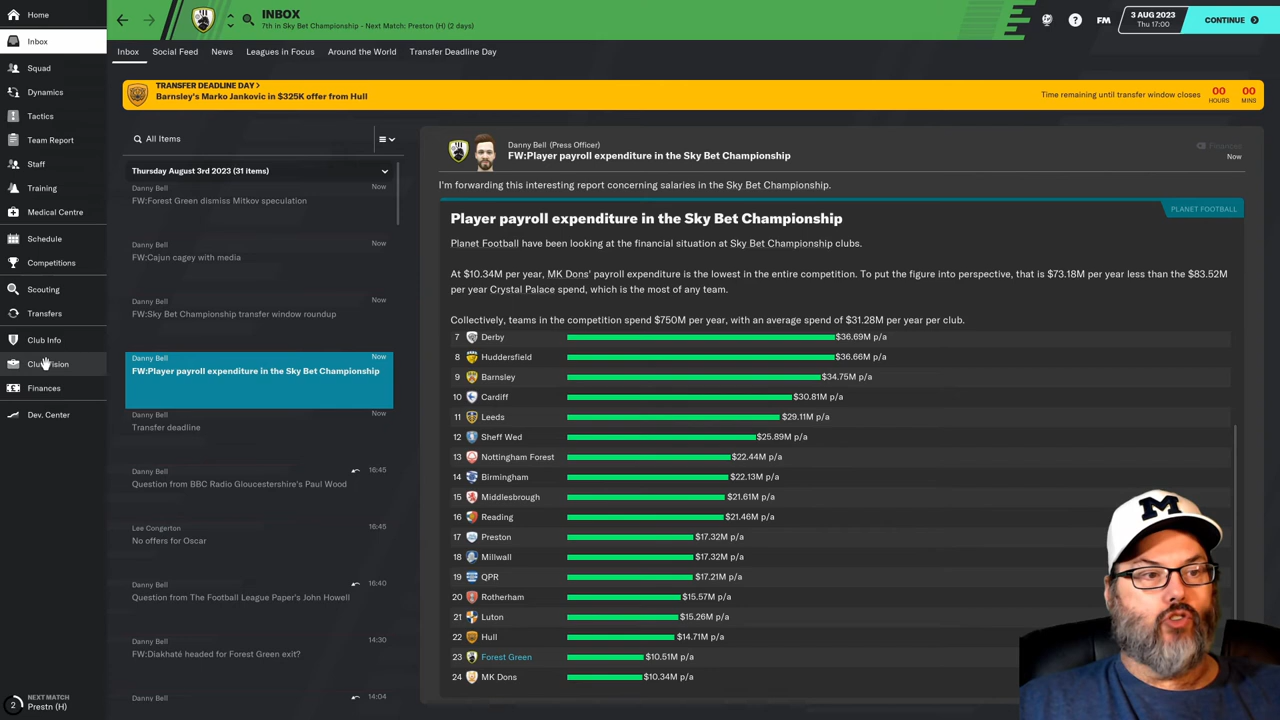 Home
Inbox
Squad
Dynamics
Tactics
Team Report
Staff
Training
Medical Centre
Schedule
Competitions
Scouting
Transfers
Club Info
Club Vision
Finances
Dev. Center
2
NEXT MATCH
Prestn (H)
INBOX
7th in Sky Bet Championship - Next Match: Preston (H) (2 days)
FM
3 AUG 2023
Thu 17:00
CONTINUE
Inbox
Social Feed
News
Leagues in Focus
Around the World
Transfer Deadline Day
TRANSFER DEADLINE DAY >
Barnsley's Marko Jankovic in $325K offer from Hull
Time remaining until transfer window closes
00 HOURS
00 MINS
All Items
Thursday August 3rd 2023 (31 items)
Danny Bell Now
FW:Forest Green dismiss Mitkov speculation
Danny Bell Now
FW:Cajun cagey with media
Danny Bell Now
FW:Sky Bet Championship transfer window roundup
Danny Bell Now
FW:Player payroll expenditure in the Sky Bet Championship
Danny Bell Now
Transfer deadline
Danny Bell 16:45
Question from BBC Radio Gloucestershire's Paul Wood
Lee Congerton 16:45
No offers for Oscar
Danny Bell 16:40
Question from The Football League Paper's John Howell
Danny Bell 14:30
FW:Diakhaté headed for Forest Green exit?
Danny Bell 14:04
Danny Bell (Press Officer)
FW:Player payroll expenditure in the Sky Bet Championship
Finances
Now
I'm forwarding this interesting report concerning salaries in the Sky Bet Championship.
Player payroll expenditure in the Sky Bet Championship
PLANET FOOTBALL
Planet Football have been looking at the financial situation at Sky Bet Championship clubs.
At $10.34M per year, MK Dons' payroll expenditure is the lowest in the entire competition. To put the figure into perspective, that is $73.18M per year less than the $83.52M
per year Crystal Palace spend, which is the most of any team.
Collectively, teams in the competition spend $750M per year, with an average spend of $31.28M per year per club.
7 Derby $36.69M p/a
8 Huddersfield $36.66M p/a
9 Barnsley $34.75M p/a
10 Cardiff $30.81M p/a
11 Leeds $29.11M p/a
12 Sheff Wed $25.89M p/a
13 Nottingham Forest $22.44M p/a
14 Birmingham $22.13M p/a
15 Middlesbrough $21.61M p/a
16 Reading $21.46M p/a
17 Preston $17.32M p/a
18 Millwall $17.32M p/a
19 QPR $17.21M p/a
20 Rotherham $15.57M p/a
21 Luton $15.26M p/a
22 Hull $14.71M p/a
23 Forest Green $10.51M p/a
24 MK Dons $10.34M p/a
M